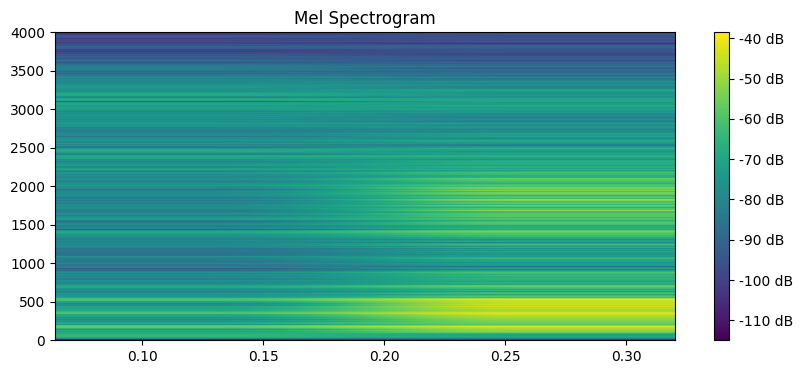 Mel Spectrogram
4000
3500
3000
2500
2000
1500
1000
500
0
0.10 0.15 0.20 0.25 0.30
-40 dB
-50 dB
-60 dB
-70 dB
-80 dB
-90 dB
-100 dB
-110 dB